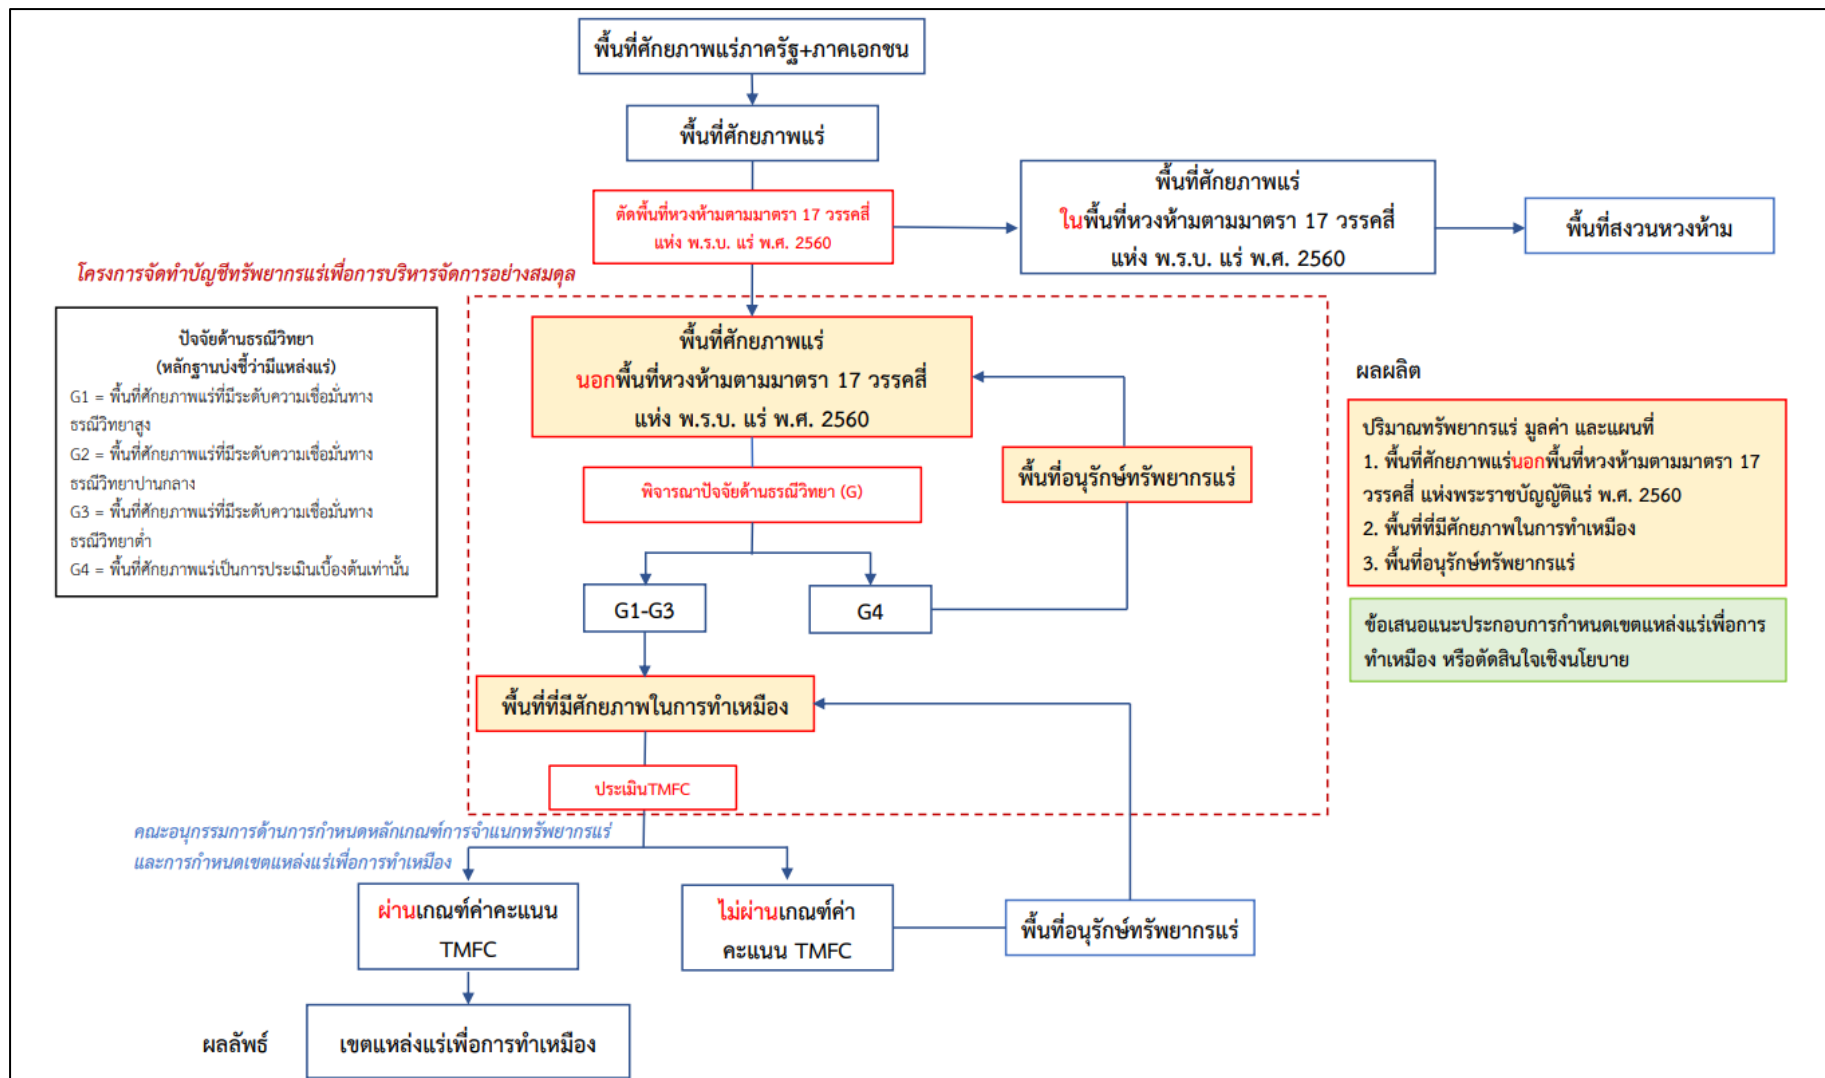 พื้นที่ศักยภาพแร่ภาครัฐ+ภาคเอกชน
พื้นที่ศักยภาพแร่
ตัดพื้นที่หวงห้ามตามมาตรา 17 วรรคสี่
แห่ง พ.ร.บ. แร่ พ.ศ. 2560
พื้นที่ศักยภาพแร่
ในพื้นที่หวงห้ามตามมาตรา 17 วรรคสี่
แห่ง พ.ร.บ. แร่ พ.ศ. 2560
พื้นที่สงวนหวงห้าม
โครงการจัดทำบัญชีทรัพยากรแร่เพื่อการบริหารจัดการอย่างสมดุล
ปัจจัยด้านธรณีวิทยา
(หลักฐานบ่งชี้ว่ามีแหล่งแร่)
G1 = พื้นที่ศักยภาพแร่ที่มีระดับความเชื่อมั่นทาง
ธรณีวิทยาสูง
G2 = พื้นที่ศักยภาพแร่ที่มีระดับความเชื่อมั่นทาง
ธรณีวิทยาปานกลาง
G3 = พื้นที่ศักยภาพแร่ที่มีระดับความเชื่อมั่นทาง
ธรณีวิทยาต่ำ
G4 = พื้นที่ศักยภาพแร่เป็นการประเมินเบื้องต้นเท่านั้น
พื้นที่ศักยภาพแร่
นอกพื้นที่หวงห้ามตามมาตรา 17 วรรคสี่
แห่ง พ.ร.บ. แร่ พ.ศ. 2560
พิจารณาปัจจัยด้านธรณีวิทยา (G)
พื้นที่อนุรักษ์ทรัพยากรแร่
G1-G3
G4
พื้นที่ที่มีศักยภาพในการทำเหมือง
ประเมินTMFC
ผลผลิต
ปริมาณทรัพยากรแร่ มูลค่า และแผนที่
1. พื้นที่ศักยภาพแร่นอกพื้นที่หวงห้ามตามมาตรา 17
วรรคสี่ แห่งพระราชบัญญัติแร่ พ.ศ. 2560
2. พื้นที่ที่มีศักยภาพในการทำเหมือง
3. พื้นที่อนุรักษ์ทรัพยากรแร่
ข้อเสนอแนะประกอบการกำหนดเขตแหล่งแร่เพื่อการ
ทำเหมือง หรือตัดสินใจเชิงนโยบาย
คณะอนุกรรมการด้านการกำหนดหลักเกณฑ์การจำแนกทรัพยากรแร่
และการกำหนดเขตแหล่งแร่เพื่อการทำเหมือง
ผ่านเกณฑ์ค่าคะแนน
TMFC
ไม่ผ่านเกณฑ์ค่า
คะแนน TMFC
พื้นที่อนุรักษ์ทรัพยากรแร่
ผลลัพธ์
เขตแหล่งแร่เพื่อการทำเหมือง